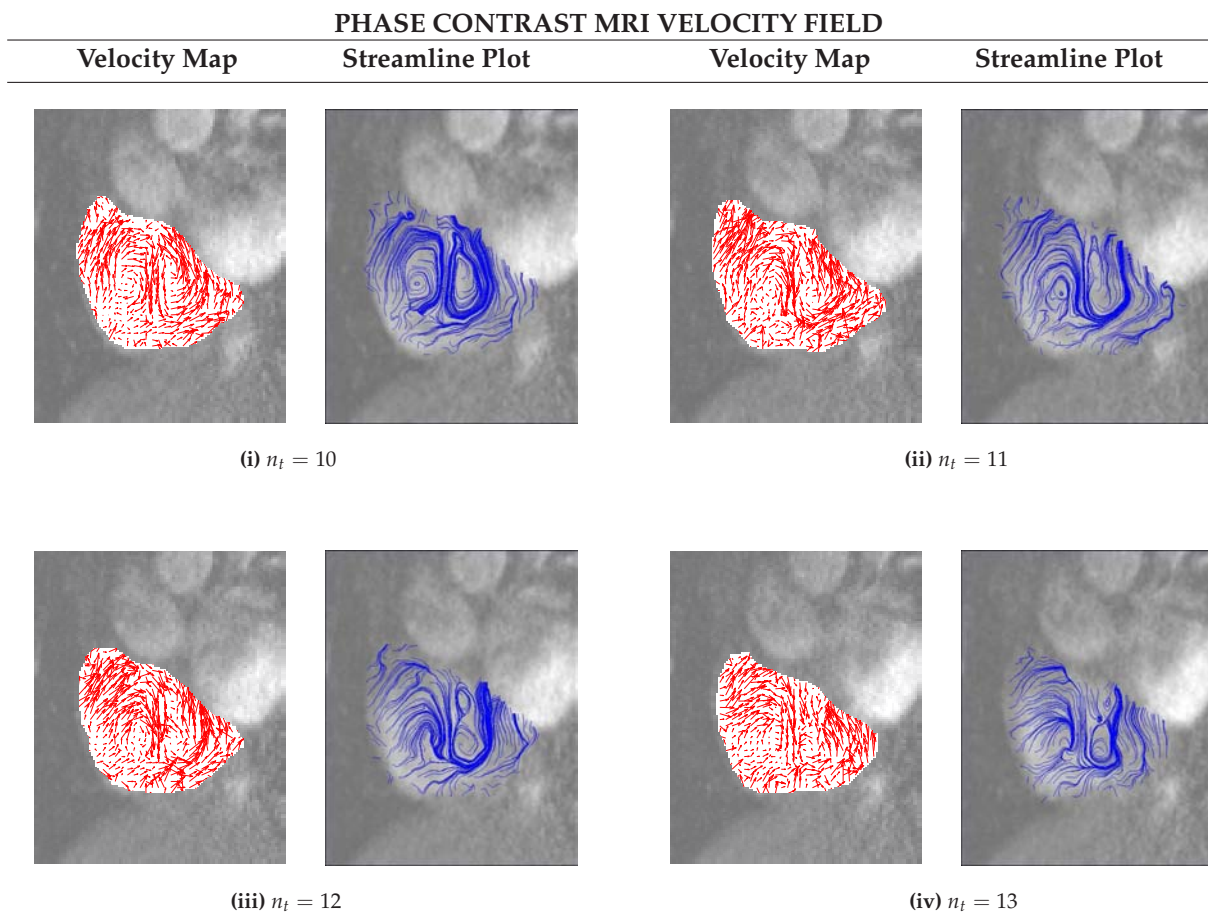 PHASE CONTRAST MRI VELOCITY FIELD
Velocity Map Streamline Plot Velocity Map Streamline Plot
(i) n_t = 10 (ii) n_t = 11
(iii) n_t = 12 (iv) n_t = 13